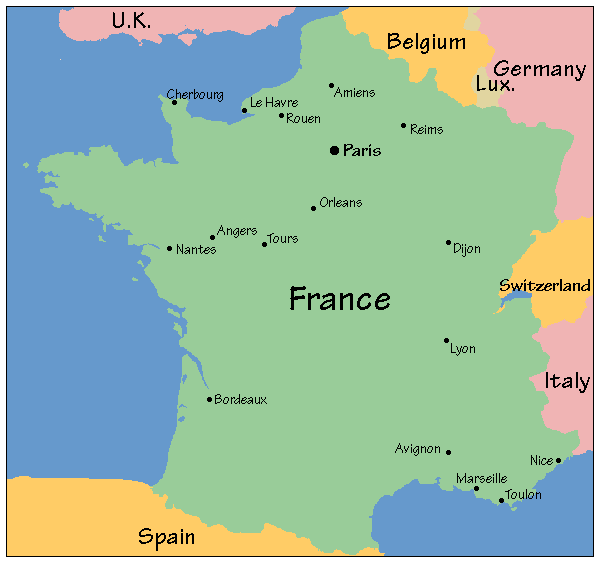 U.K.
Belgium
Germany
Lux.
Cherbourg
Le Havre
Amiens
Rouen
Reims
Paris
Orleans
Angers
Tours
Nantes
Dijon
Switzerland
France
Lyon
Italy
Bordeaux
Avignon
Nice
Marseille
Toulon
Spain